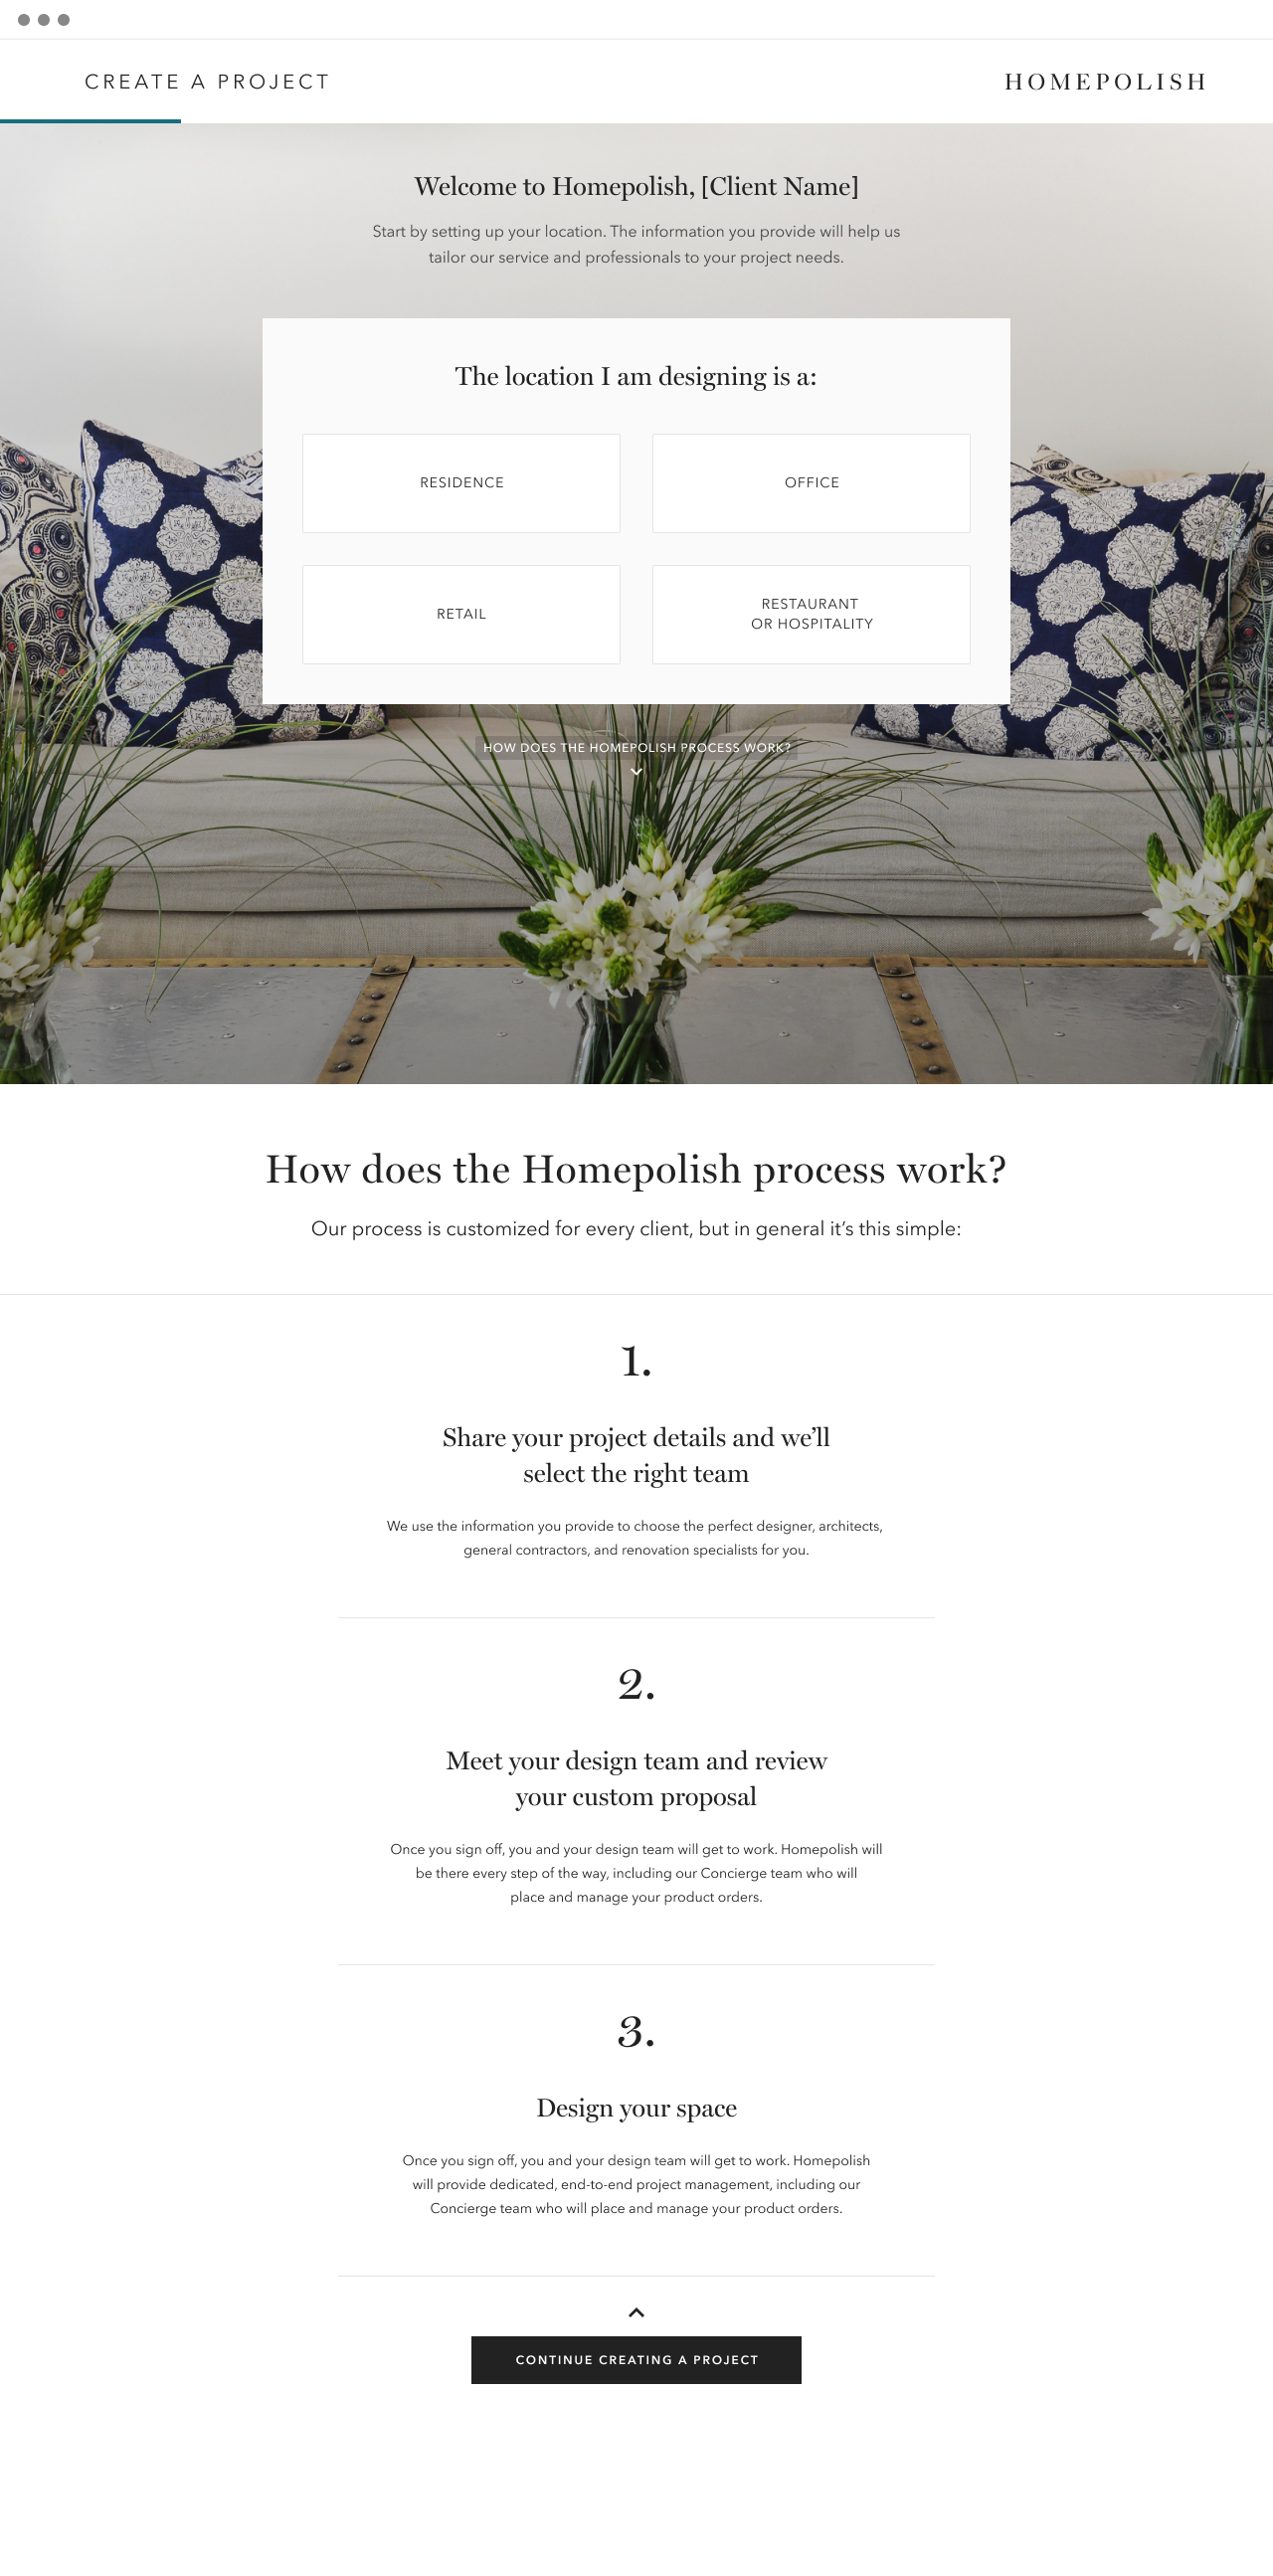 CREATE A PROJECT
HOMEPOLISH
Welcome to Homepolish, [Client Name]
Start by setting up your location. The information you provide will help us
tailor our service and professionals to your project needs.
The location I am designing is a:
RESIDENCE
OFFICE
RETAIL
RESTAURANT
OR HOSPITALITY
HOW DOES THE HOMEPOLISH PROCESS WORK?
How does the Homepolish process work?
Our process is customized for every client, but in general it’s this simple:
1.
Share your project details and we’ll
select the right team
We use the information you provide to choose the perfect designer, architects,
general contractors, and renovation specialists for you.
2.
Meet your design team and review
your custom proposal
Once you sign off, you and your design team will get to work. Homepolish will
be there every step of the way, including our Concierge team who will
place and manage your product orders.
3.
Design your space
Once you sign off, you and your design team will get to work. Homepolish
will provide dedicated, end-to-end project management, including our
Concierge team who will place and manage your product orders.
CONTINUE CREATING A PROJECT